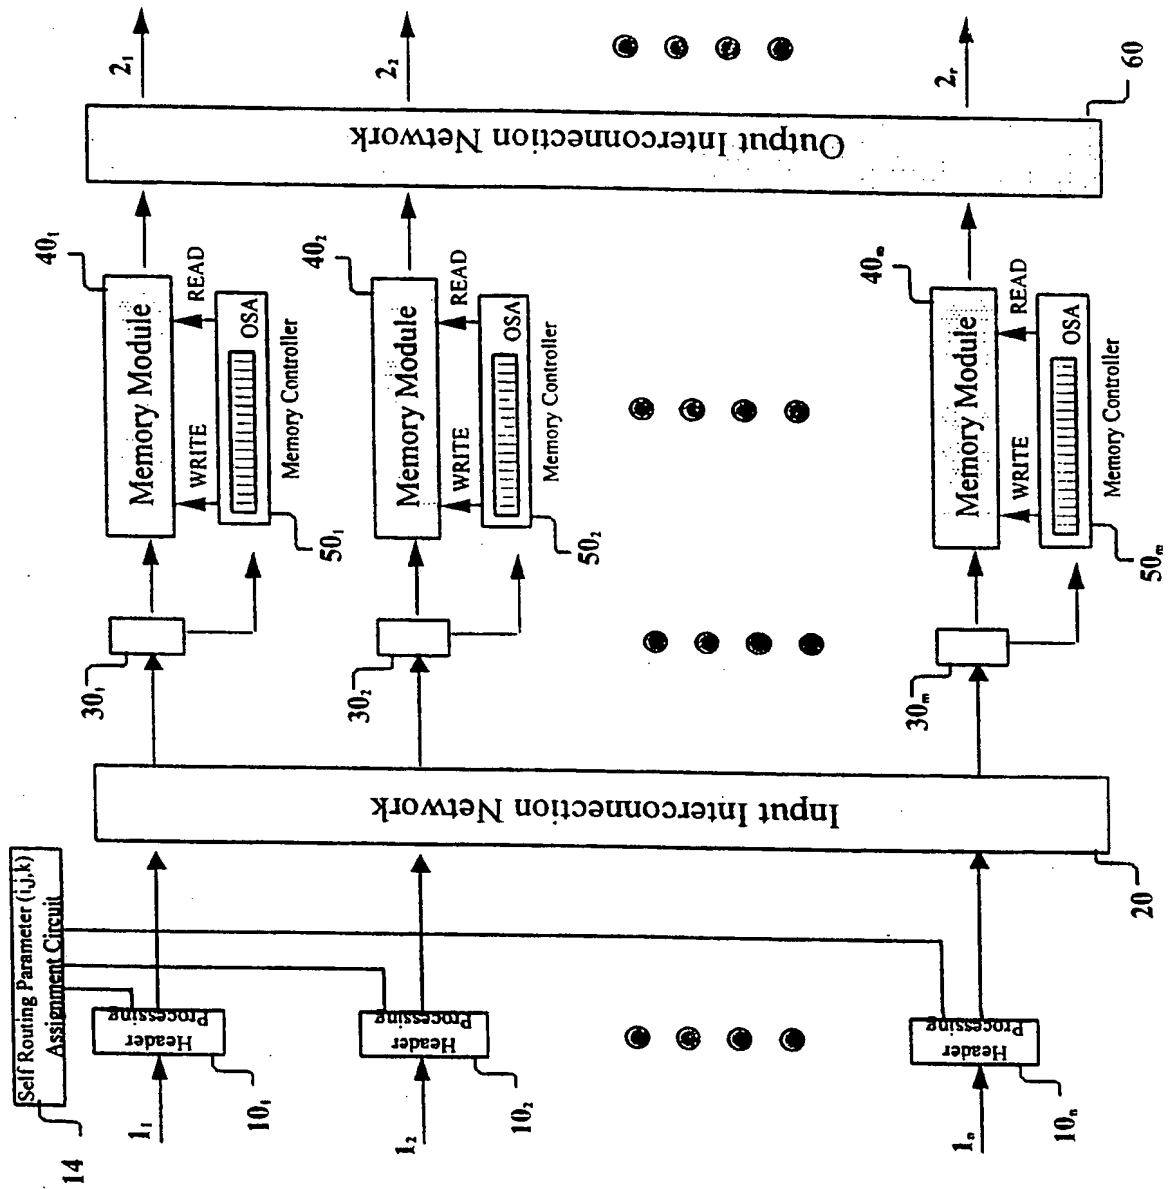 14
Self Routing Parameter (i,j,k)
Assignment Circuit
1₁
Header
Processing
10₁
1₂
Header
Processing
10₂
1ₙ
Header
Processing
10ₙ
Input Interconnection Network
20
30₁
30₂
30ₘ
Memory Module
40₁
WRITE
READ
OSA
Memory Controller
50₁
Memory Module
40₂
WRITE
READ
OSA
Memory Controller
50₂
Memory Module
40ₘ
WRITE
READ
OSA
Memory Controller
50ₘ
Output Interconnection Network
60
2₁
2₂
2ᵣ